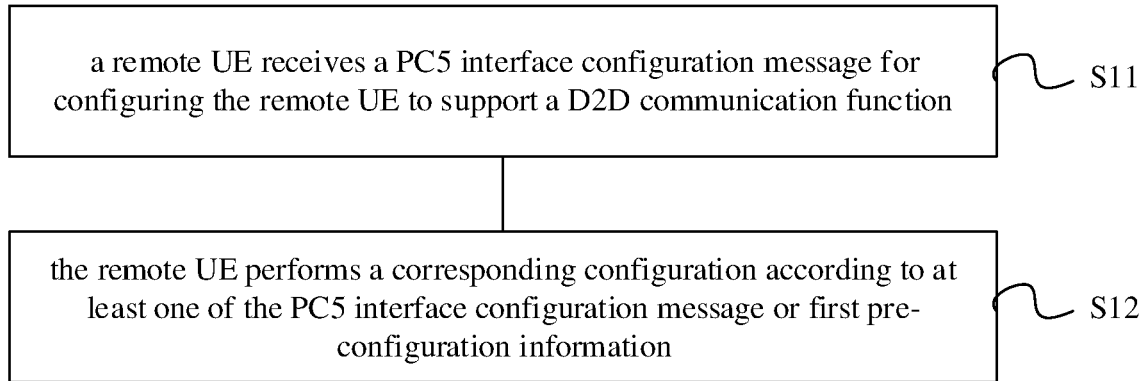 a remote UE receives a PC5 interface configuration message for
configuring the remote UE to support a D2D communication function
S11
the remote UE performs a corresponding configuration according to at
least one of the PC5 interface configuration message or first pre-
configuration information
S12